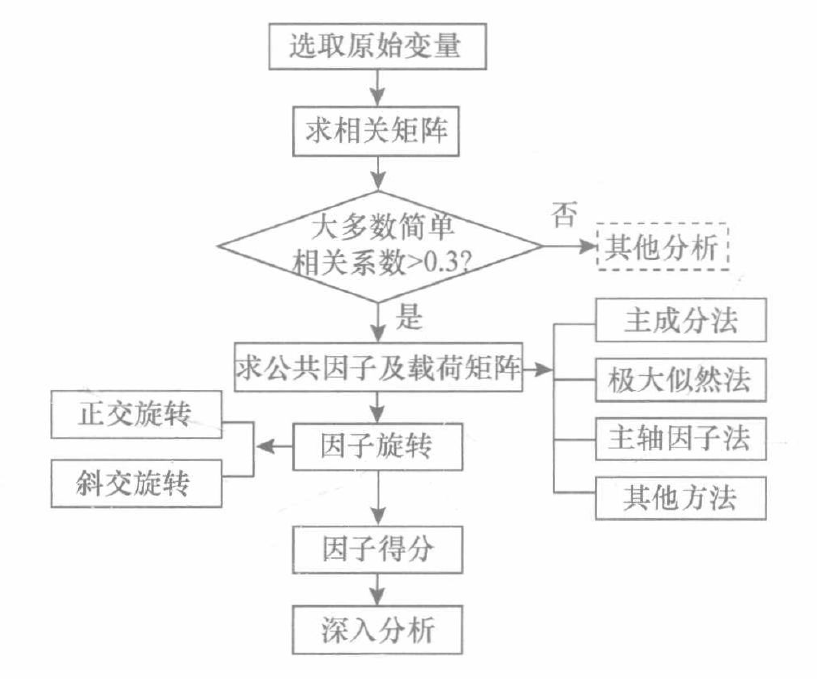 选取原始变量
求相关矩阵
大多数简单
相关系数>0.3?
否
其他分析
是
求公共因子及载荷矩阵
主成分法
极大似然法
主轴因子法
其他方法
因子旋转
正交旋转
斜交旋转
因子得分
深入分析